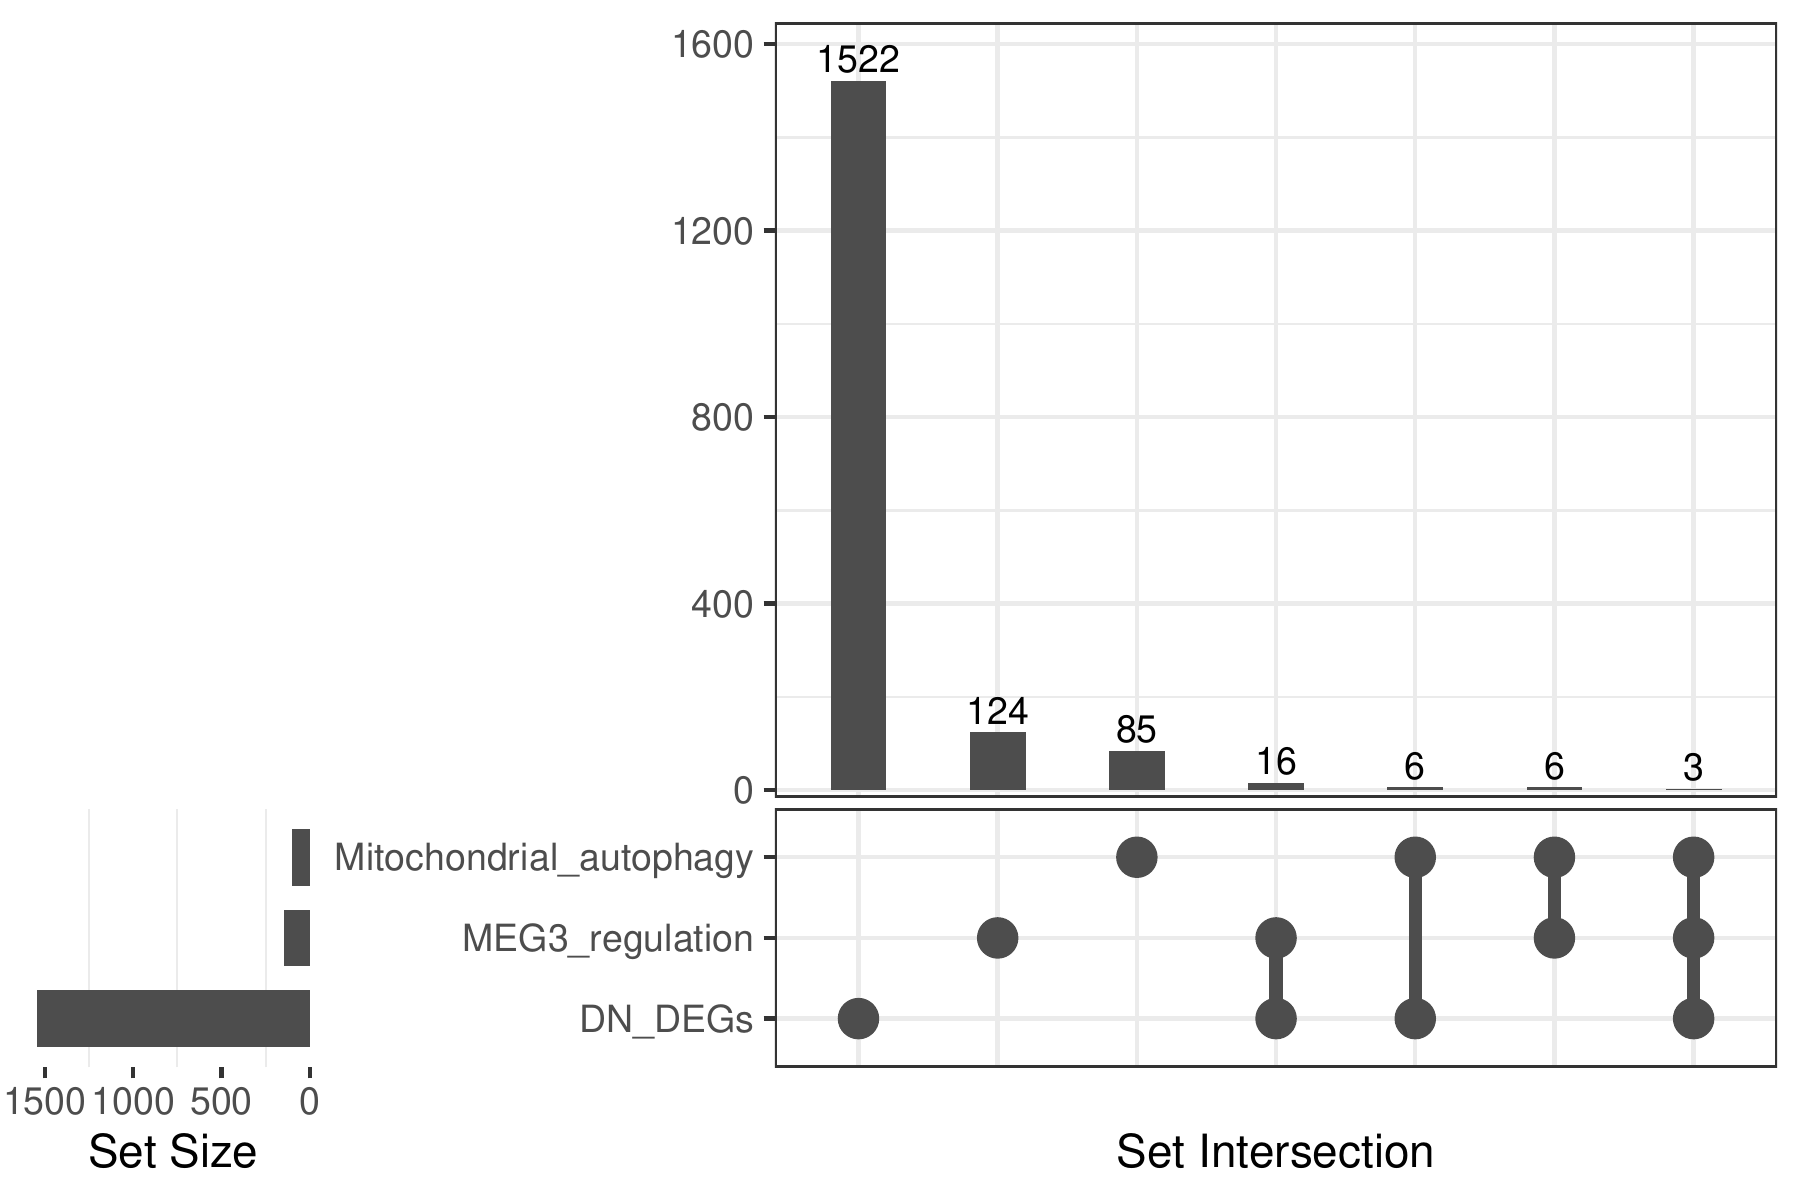 1600
1200
800
400
0
1522
124
85
16
6
6
3
Mitochondrial_autophagy
MEG3_regulation
DN_DEGs
1500 1000 500 0
Set Size
Set Intersection